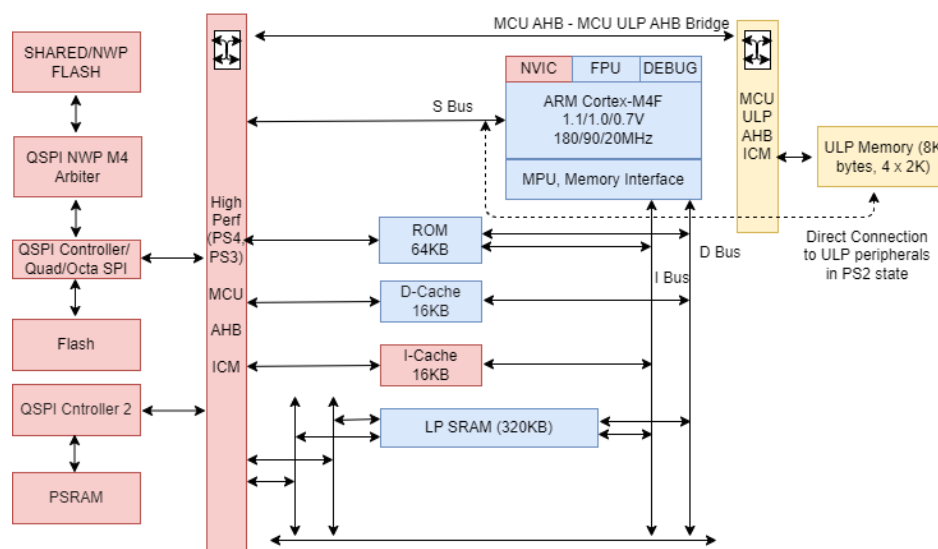 MCU AHB - MCU ULP AHB Bridge
SHARED/NWP
FLASH
QSPI NWP M4
Arbiter
QSPI Controller/
Quad/Octa SPI
Flash
QSPI Cntroller 2
PSRAM
High
Perf
(PS4,
PS3)
MCU
AHB
ICM
S Bus
NVIC
FPU
DEBUG
ARM Cortex-M4F
1.1/1.0/0.7V
180/90/20MHz
MPU, Memory Interface
ROM
64KB
D-Cache
16KB
I-Cache
16KB
LP SRAM (320KB)
I Bus
D Bus
MCU
ULP
AHB
ICM
ULP Memory (8K
bytes, 4 x 2K)
Direct Connection
to ULP peripherals
in PS2 state